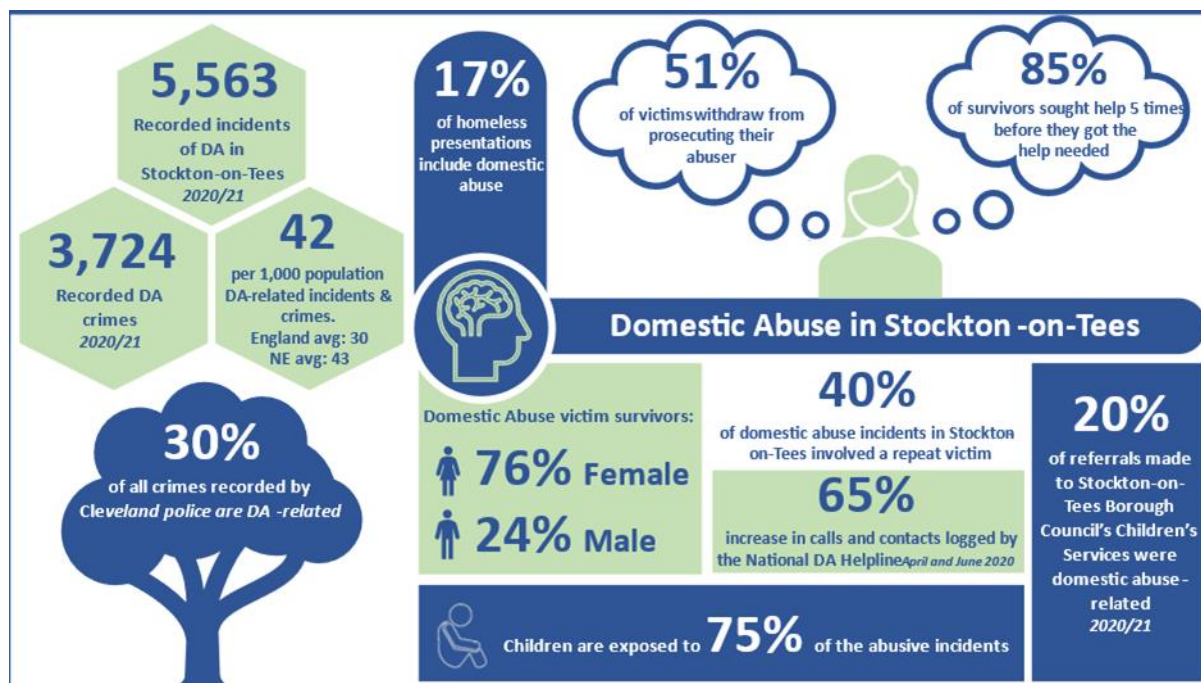 5,563
Recorded incidents
of DA in
Stockton-on-Tees
2020/21
3,724
Recorded DA
crimes
2020/21
42
per 1,000 population
DA-related incidents &
crimes.
England avg: 30
NE avg: 43
30%
of all crimes recorded by
Cleveland police are DA -related
17%
of homeless
presentations
include domestic
abuse
51%
of victimswithdraw from
prosecuting their
abuser
85%
of survivors sought help 5 times
before they got the
help needed
Domestic Abuse in Stockton -on-Tees
Domestic Abuse victim survivors:
76% Female
24% Male
40%
of domestic abuse incidents in Stockton
on-Tees involved a repeat victim
65%
increase in calls and contacts logged by
the National DA HelplineApril and June 2020
20%
of referrals made
to Stockton-on-
Tees Borough
Council's Children's
Services were
domestic abuse-
related
2020/21
Children are exposed to 75% of the abusive incidents